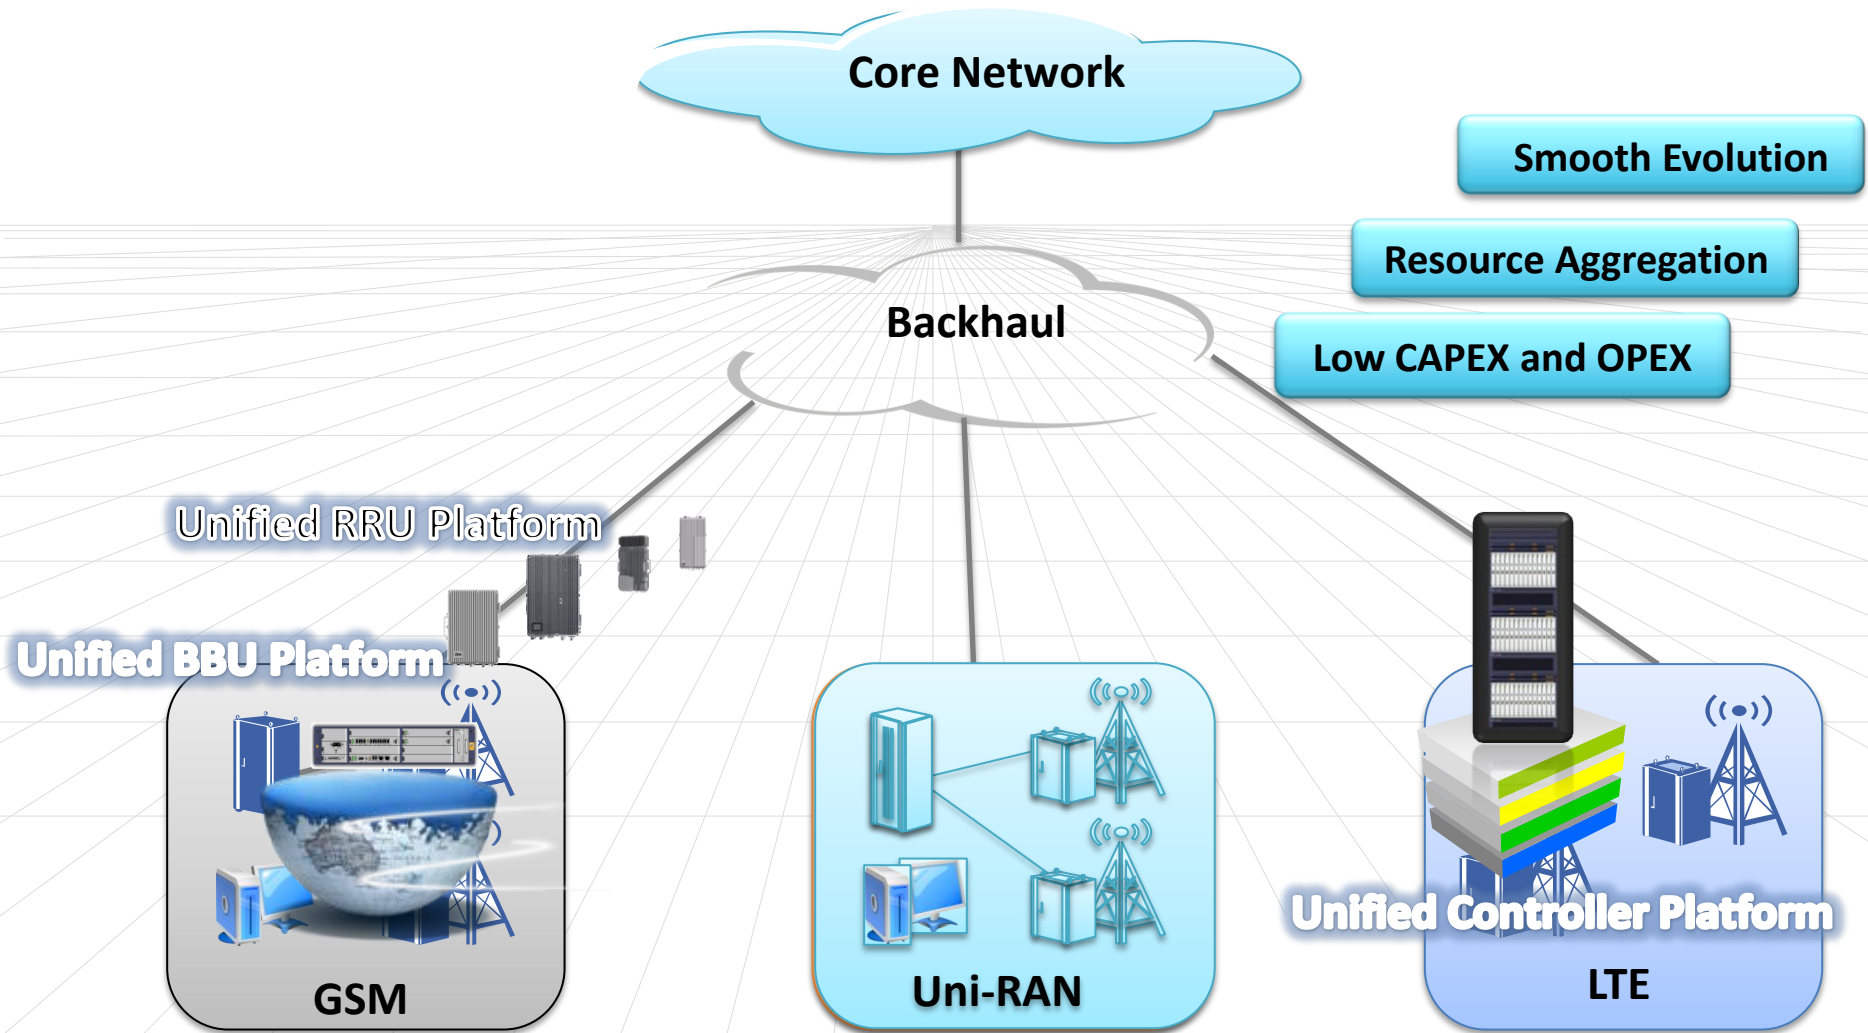 Core Network
Smooth Evolution
Resource Aggregation
Backhaul
Low CAPEX and OPEX
Unified RRU Platform
Unified BBU Platform
Unified Controller Platform
GSM
Uni-RAN
LTE